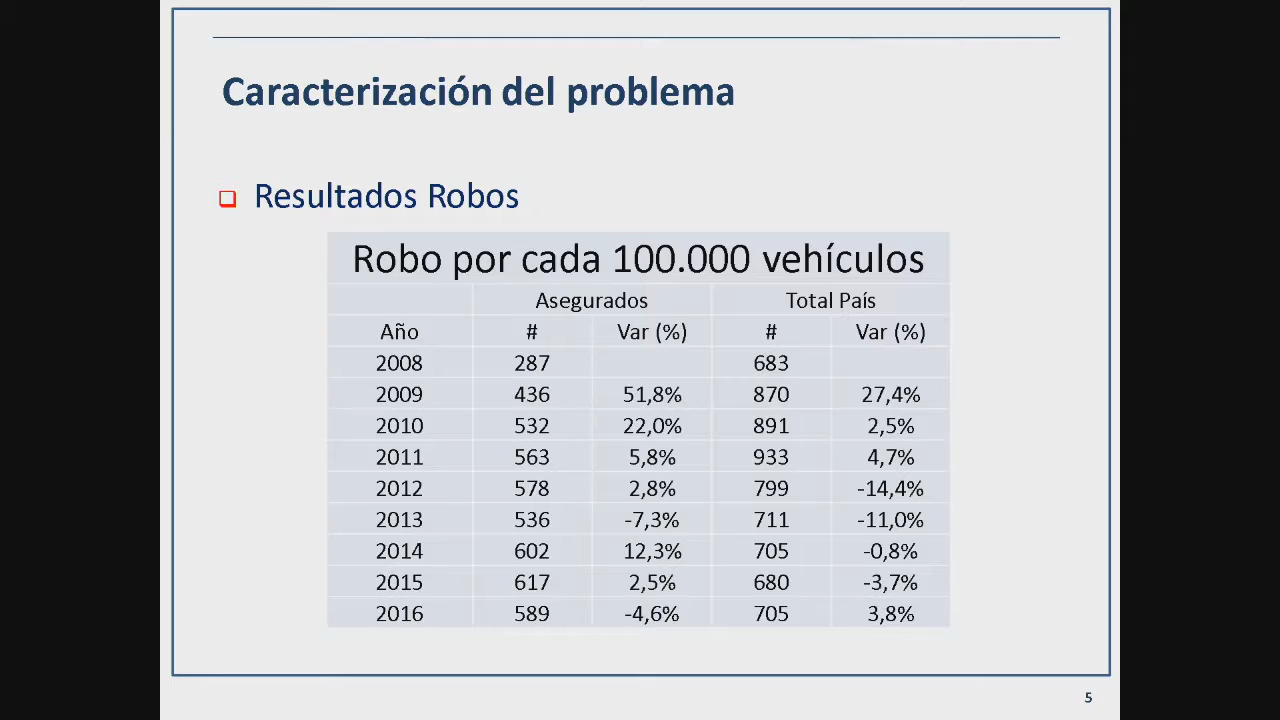 Caracterización del problema
Resultados Robos
Robo por cada 100.000 vehículos
Asegurados Total País
Año # Var (%) # Var (%)
2008 287 683
2009 436 51,8% 870 27,4%
2010 532 22,0% 891 2,5%
2011 563 5,8% 933 4,7%
2012 578 2,8% 799 -14,4%
2013 536 -7,3% 711 -11,0%
2014 602 12,3% 705 -0,8%
2015 617 2,5% 680 -3,7%
2016 589 -4,6% 705 3,8%
5